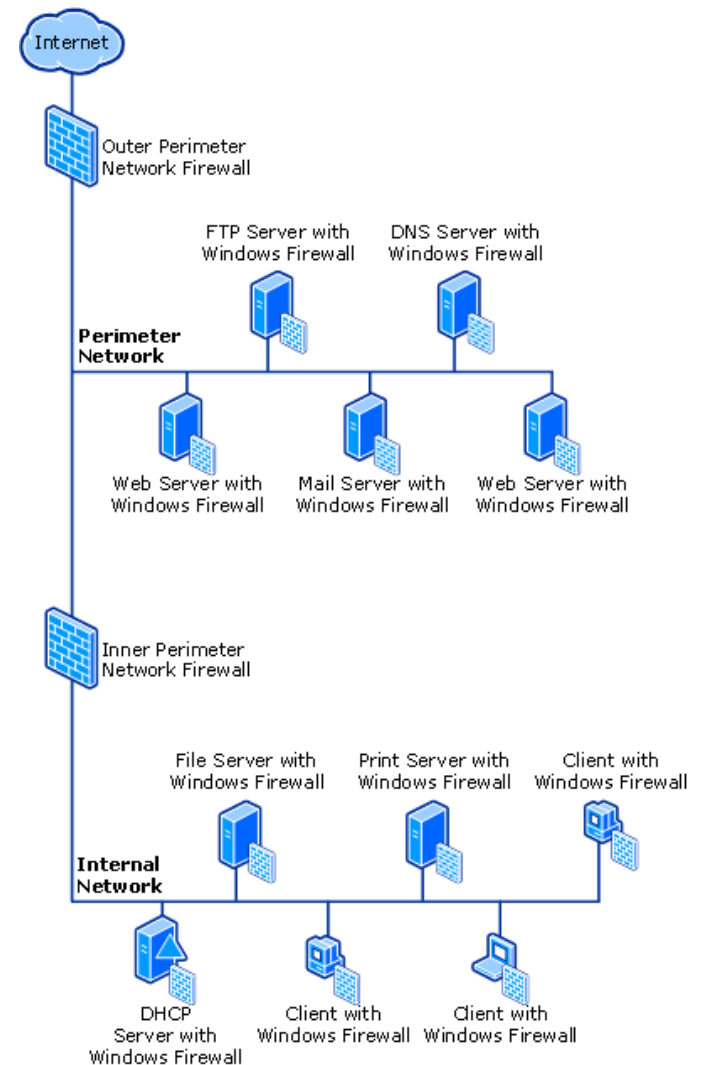 Internet
Outer Perimeter
Network Firewall
FTP Server with
Windows Firewall
DNS Server with
Windows Firewall
Perimeter
Network
Web Server with
Windows Firewall
Mail Server with
Windows Firewall
Web Server with
Windows Firewall
Inner Perimeter
Network Firewall
File Server with
Windows Firewall
Print Server with
Windows Firewall
Client with
Windows Firewall
Internal
Network
DHCP
Server with
Windows Firewall
Client with
Windows Firewall
Client with
Windows Firewall